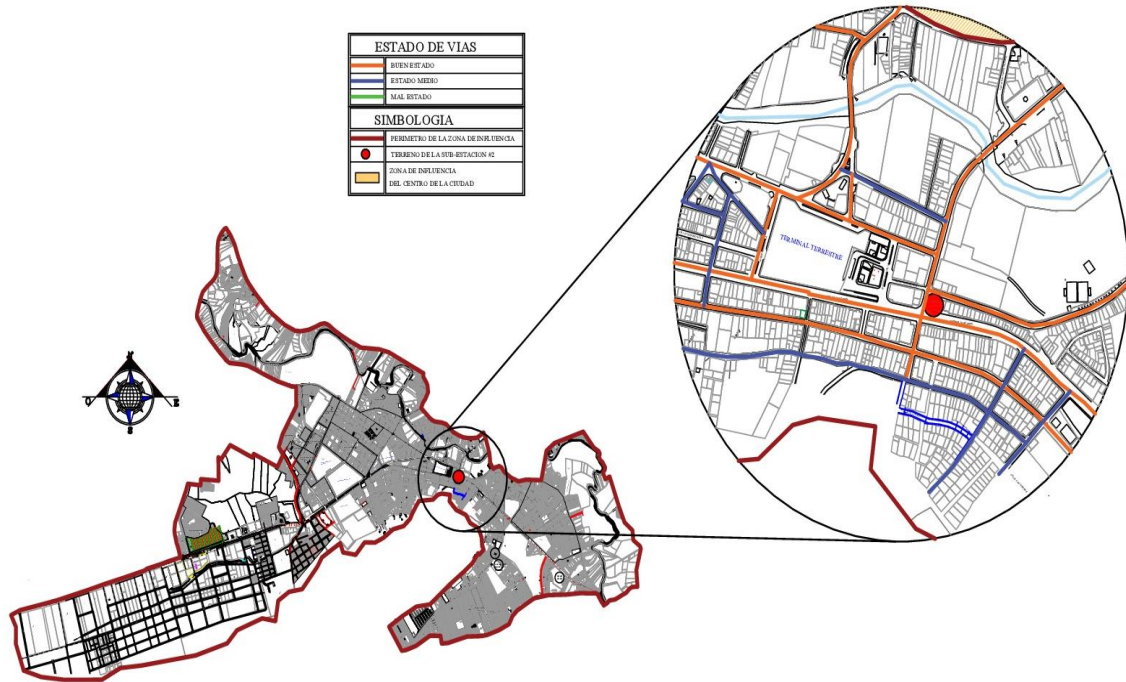 ESTADO DE VIAS
BUEN ESTADO
ESTADO MEDIO
MAL ESTADO
SIMBOLOGIA
PERIMETRO DE LA ZONA DE INFLUENCIA
TERRENO DE LA SUB-ESTACION #2
ZONA DE INFLUENCIA
DEL CENTRO DE LA CIUDAD
TERMINAL TERRESTRE
N
O
E
S